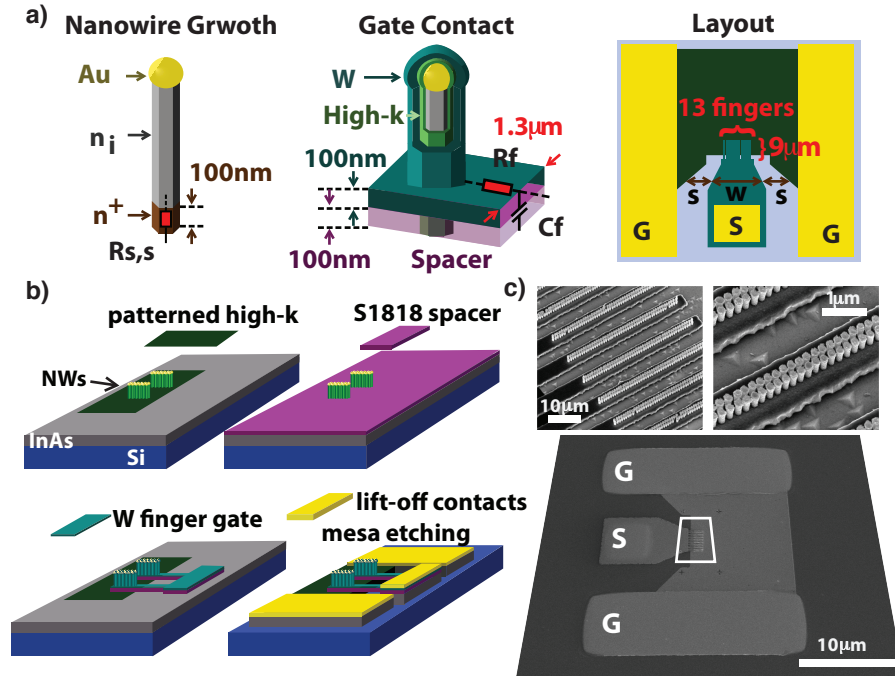 a)
Nanowire Grwoth
Gate Contact
Layout
Au
n i
100nm
n+
Rs,s
W
High-k
1.3μm
Rf
100nm
100nm
Cf
Spacer
13 fingers
}9μm
s
w
s
G
S
G
b)
patterned high-k
S1818 spacer
NWs
InAs
Si
W finger gate
lift-off contacts
mesa etching
c)
10μm
1μm
G
S
G
10μm